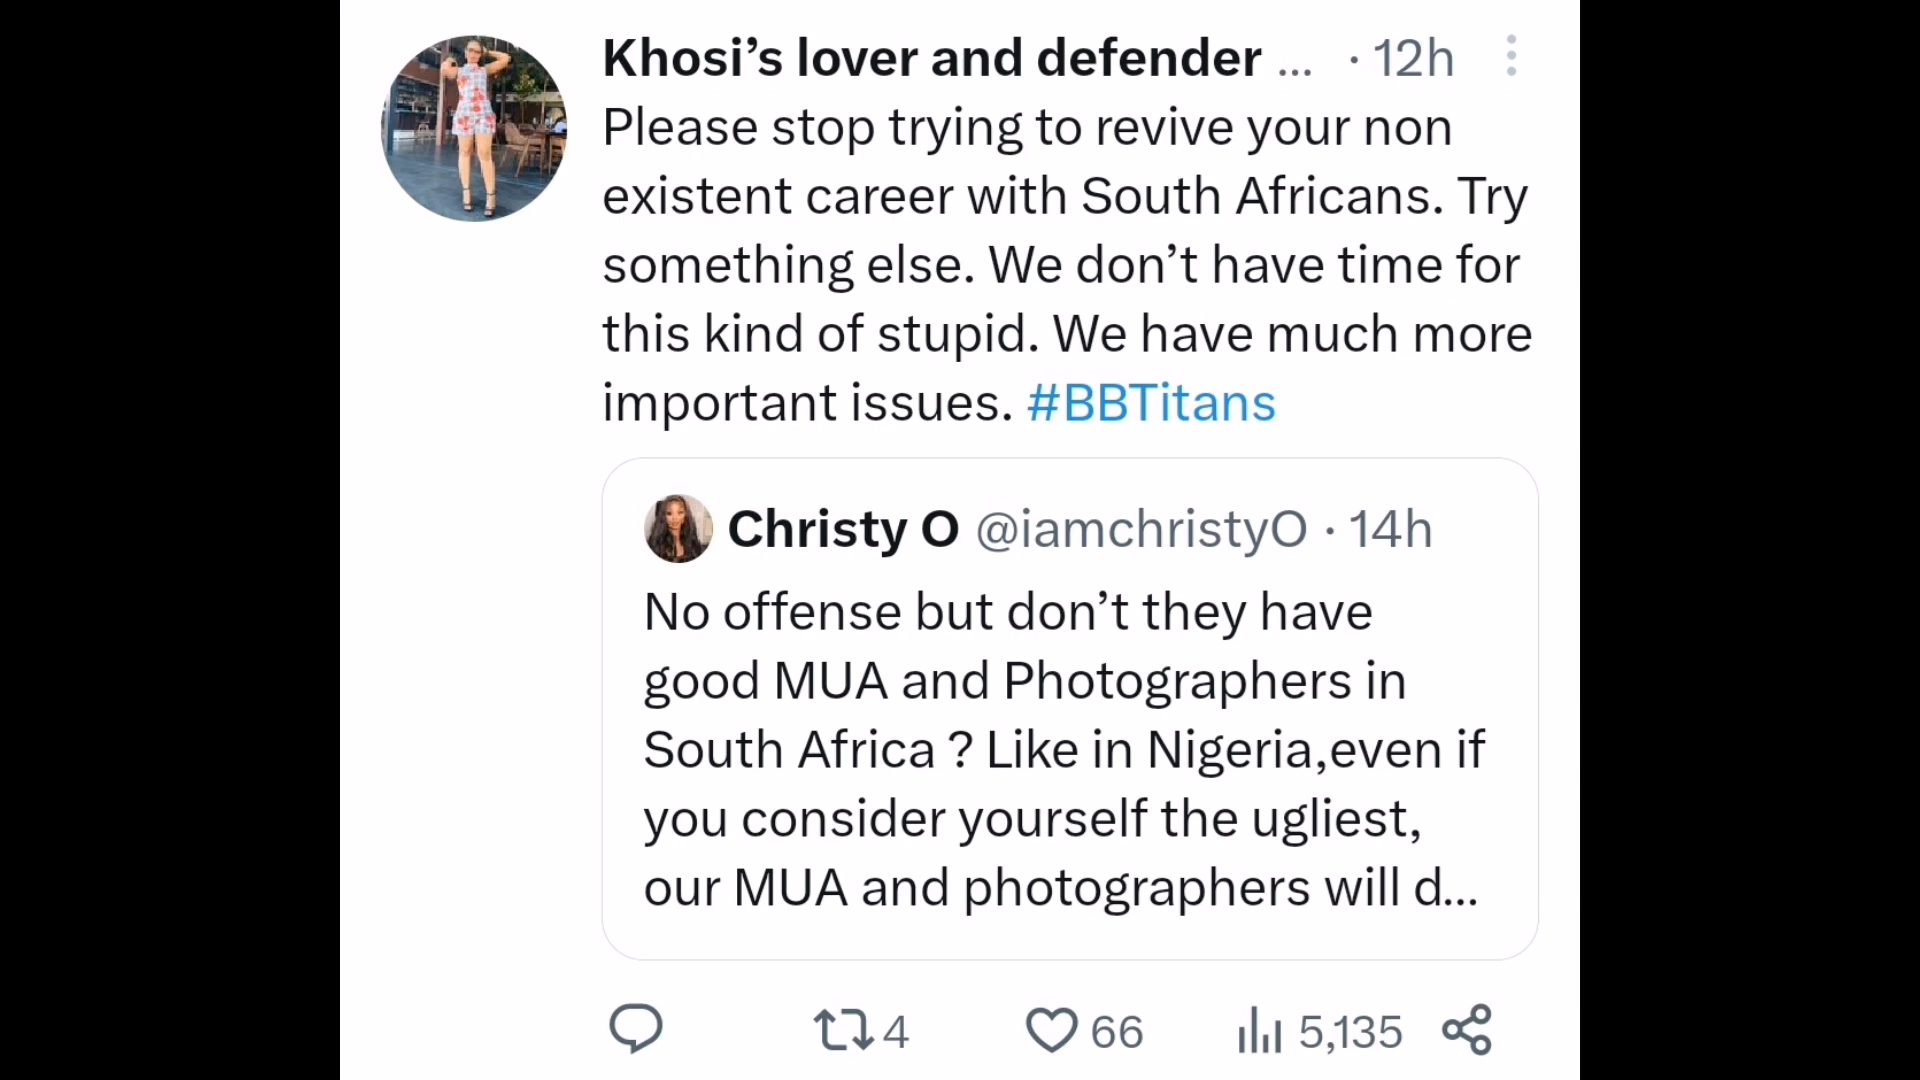 Khosi’s lover and defender ... · 12h
Please stop trying to revive your non
existent career with South Africans. Try
something else. We don’t have time for
this kind of stupid. We have much more
important issues. #BBTitans
Christy O @iamchristyO · 14h
No offense but don’t they have
good MUA and Photographers in
South Africa ? Like in Nigeria,even if
you consider yourself the ugliest,
our MUA and photographers will d...
4 66 5,135